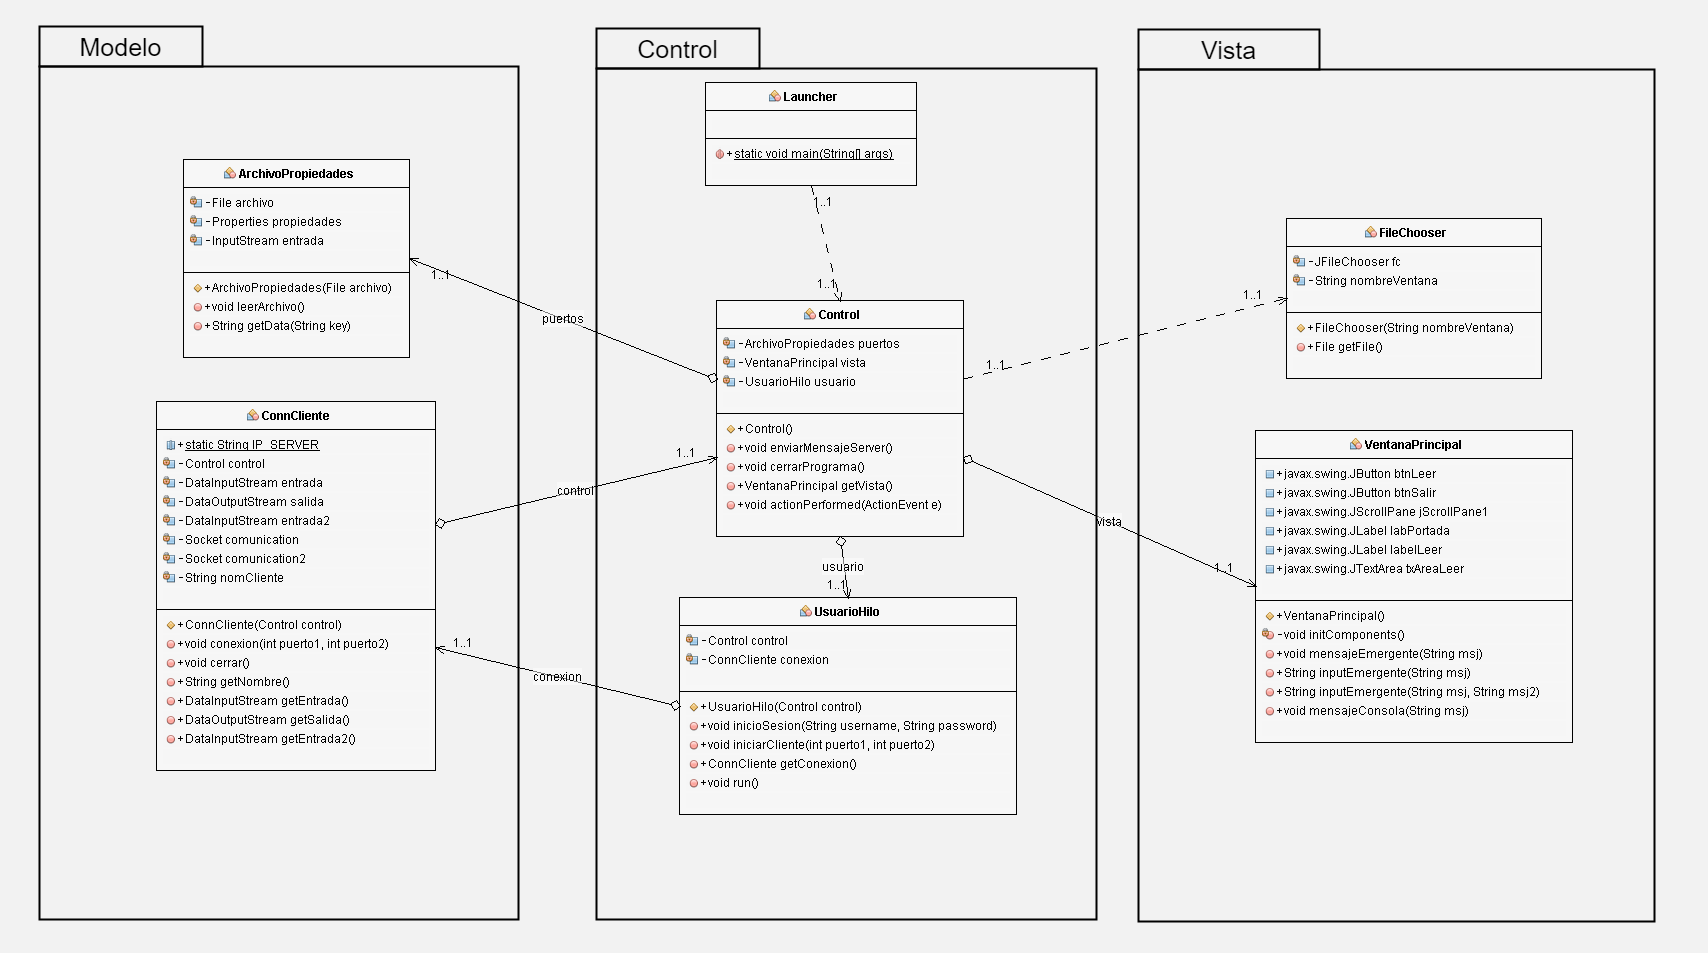 Modelo
ArchivoPropiedades
-File archivo
-Properties propiedades
-InputStream entrada
+ArchivoPropiedades(File archivo)
+void leerArchivo()
+String getData(String key)
1..1
puertos
ConnCliente
+static String IP_SERVER
-Control control
-DataInputStream entrada
-DataOutputStream salida
-DataInputStream entrada2
-Socket comunication
-Socket comunication2
-String nomCliente
+ConnCliente(Control control)
+void conexion(int puerto1, int puerto2)
+void cerrar()
+String getNombre()
+DataInputStream getEntrada()
+DataOutputStream getSalida()
+DataInputStream getEntrada2()
1..1
control
1..1
conexion
Control
Launcher
+static void main(String[] args)
1..1
1..1
Control
-ArchivoPropiedades puertos
-VentanaPrincipal vista
-UsuarioHilo usuario
+Control()
+void enviarMensajeServer()
+void cerrarPrograma()
+VentanaPrincipal getVista()
+void actionPerformed(ActionEvent e)
usuario
1..1
UsuarioHilo
-Control control
-ConnCliente conexion
+UsuarioHilo(Control control)
+void inicioSesion(String username, String password)
+void iniciarCliente(int puerto1, int puerto2)
+ConnCliente getConexion()
+void run()
1..1
1..1
vista
1..1
Vista
FileChooser
-JFileChooser fc
-String nombreVentana
+FileChooser(String nombreVentana)
+File getFile()
VentanaPrincipal
+javax.swing.JButton btnLeer
+javax.swing.JButton btnSalir
+javax.swing.JScrollPane jScrollPane1
+javax.swing.JLabel labPortada
+javax.swing.JLabel labelLeer
+javax.swing.JTextArea txAreaLeer
+VentanaPrincipal()
-void initComponents()
+void mensajeEmergente(String msj)
+String inputEmergente(String msj)
+String inputEmergente(String msj, String msj2)
+void mensajeConsola(String msj)